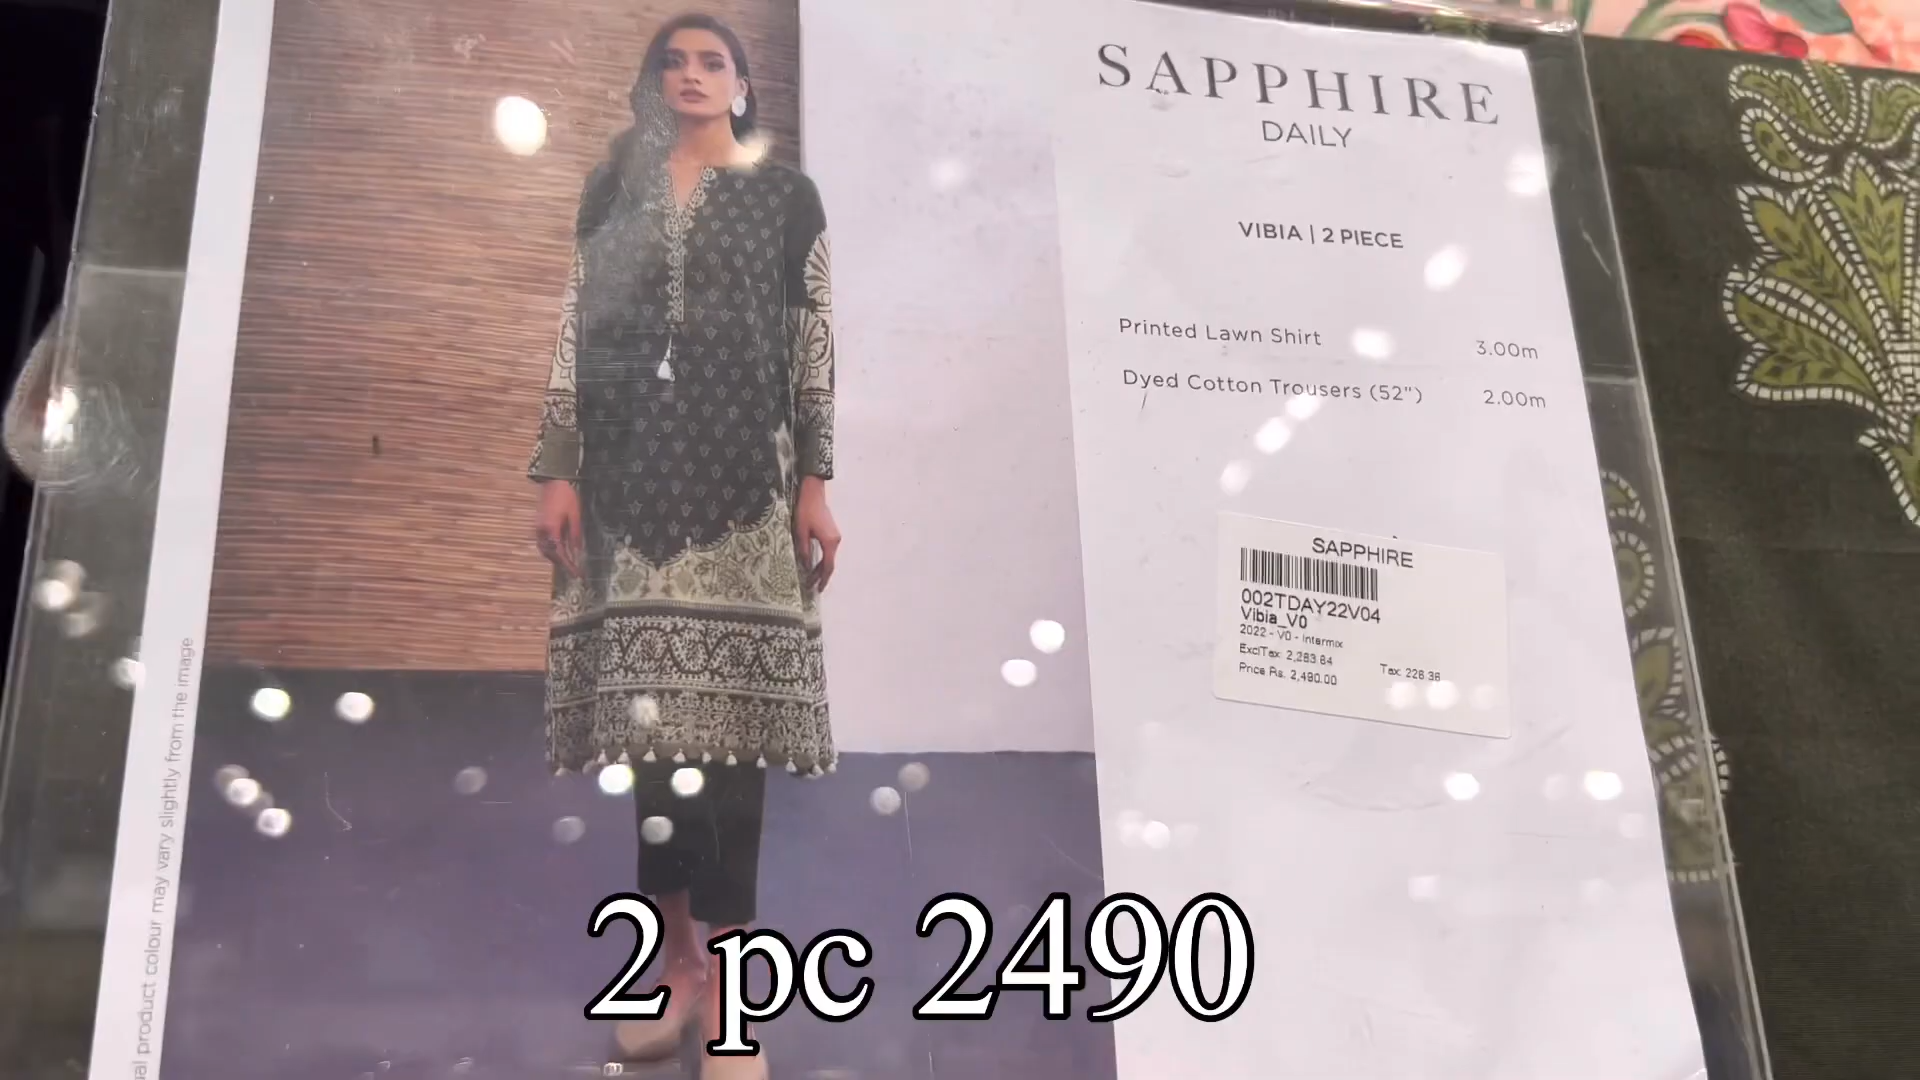 SAPPHIRE
DAILY
VIBIA | 2 PIECE
Printed Lawn Shirt 3.00m
Dyed Cotton Trousers (52") 2.00m
SAPPHIRE
002TDAY22V04
Vibia_V0
2022 - V0 - Intermix
ExclTax: 2,263.64 Tax: 226.36
Price Rs. 2,490.00
ual product colour may vary slightly from the image
2 pc 2490